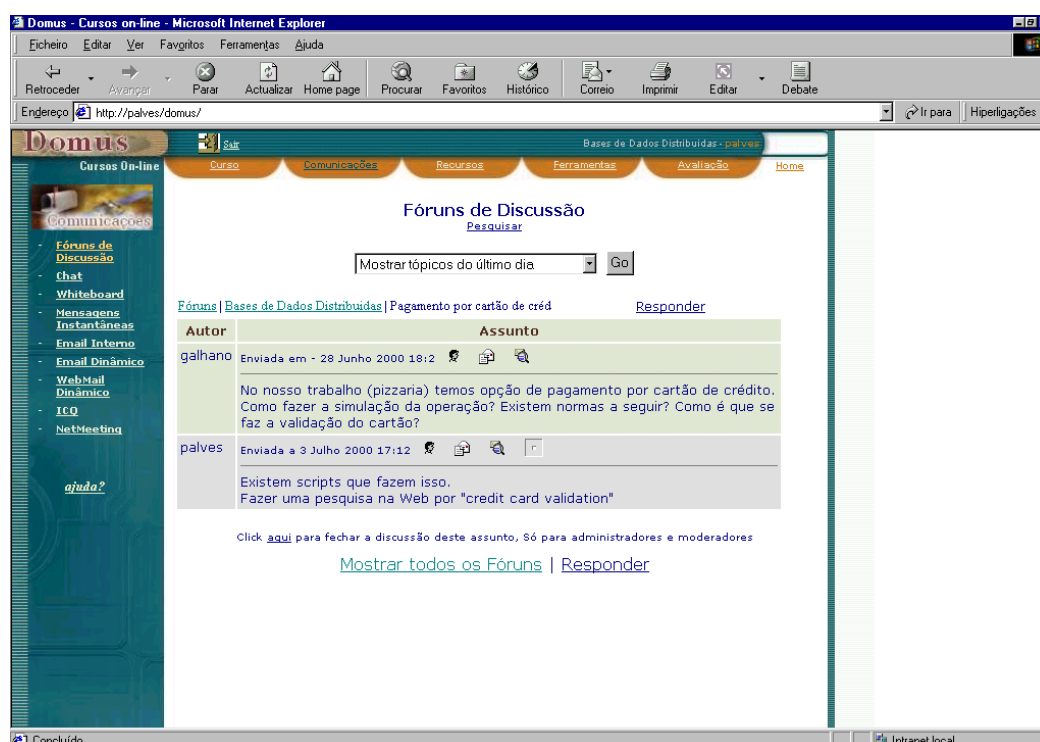 Domus - Cursos on-line - Microsoft Internet Explorer
Ficheiro Editar Ver Favoritos Ferramentas Ajuda
Retroceder Avançar Parar Actualizar Home page Procurar Favoritos Histórico Correio Imprimir Editar Debate
Endereço http://palves/domus/ Ir para Hiperligações
Domus Sair Bases de Dados Distribuidas - palves
Cursos On-line Curso Comunicações Recursos Ferramentas Avaliação Home
Comunicações
Fóruns de Discussão
Pesquisar
- Fóruns de
Discussão
- Chat
- Whiteboard
- Mensagens
Instantâneas
- Email Interno
- Email Dinâmico
- WebMail
Dinâmico
- ICQ
- NetMeeting
ajuda?
Mostrar tópicos do último dia Go
Fóruns | Bases de Dados Distribuidas | Pagamento por cartão de créd Responder
Autor Assunto
galhano Enviada em - 28 Junho 2000 18:2
No nosso trabalho (pizzaria) temos opção de pagamento por cartão de crédito.
Como fazer a simulação da operação? Existem normas a seguir? Como é que se
faz a validação do cartão?
palves Enviada a 3 Julho 2000 17:12
Existem scripts que fazem isso.
Fazer uma pesquisa na Web por "credit card validation"
Click aqui para fechar a discussão deste assunto, Só para administradores e moderadores
Mostrar todos os Fóruns | Responder
Concluído Intranet local